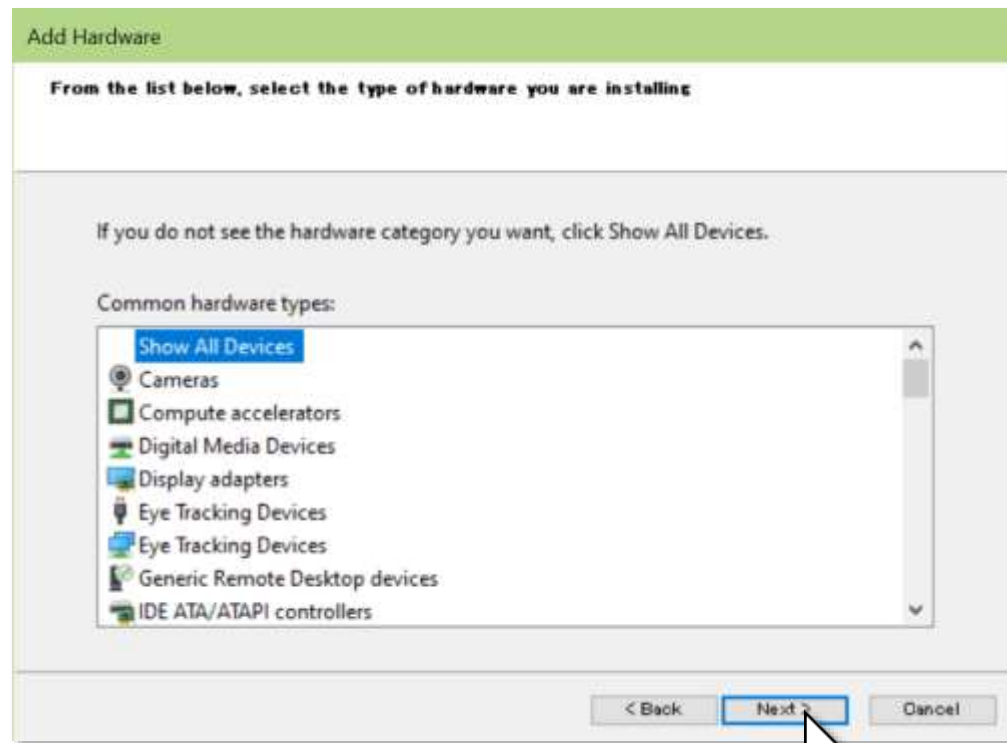 Add Hardware
From the list below, select the type of hardware you are installing
If you do not see the hardware category you want, click Show All Devices.
Common hardware types:
Show All Devices
Cameras
Compute accelerators
Digital Media Devices
Display adapters
Eye Tracking Devices
Eye Tracking Devices
Generic Remote Desktop devices
IDE ATA/ATAPI controllers
< Back Next > Cancel